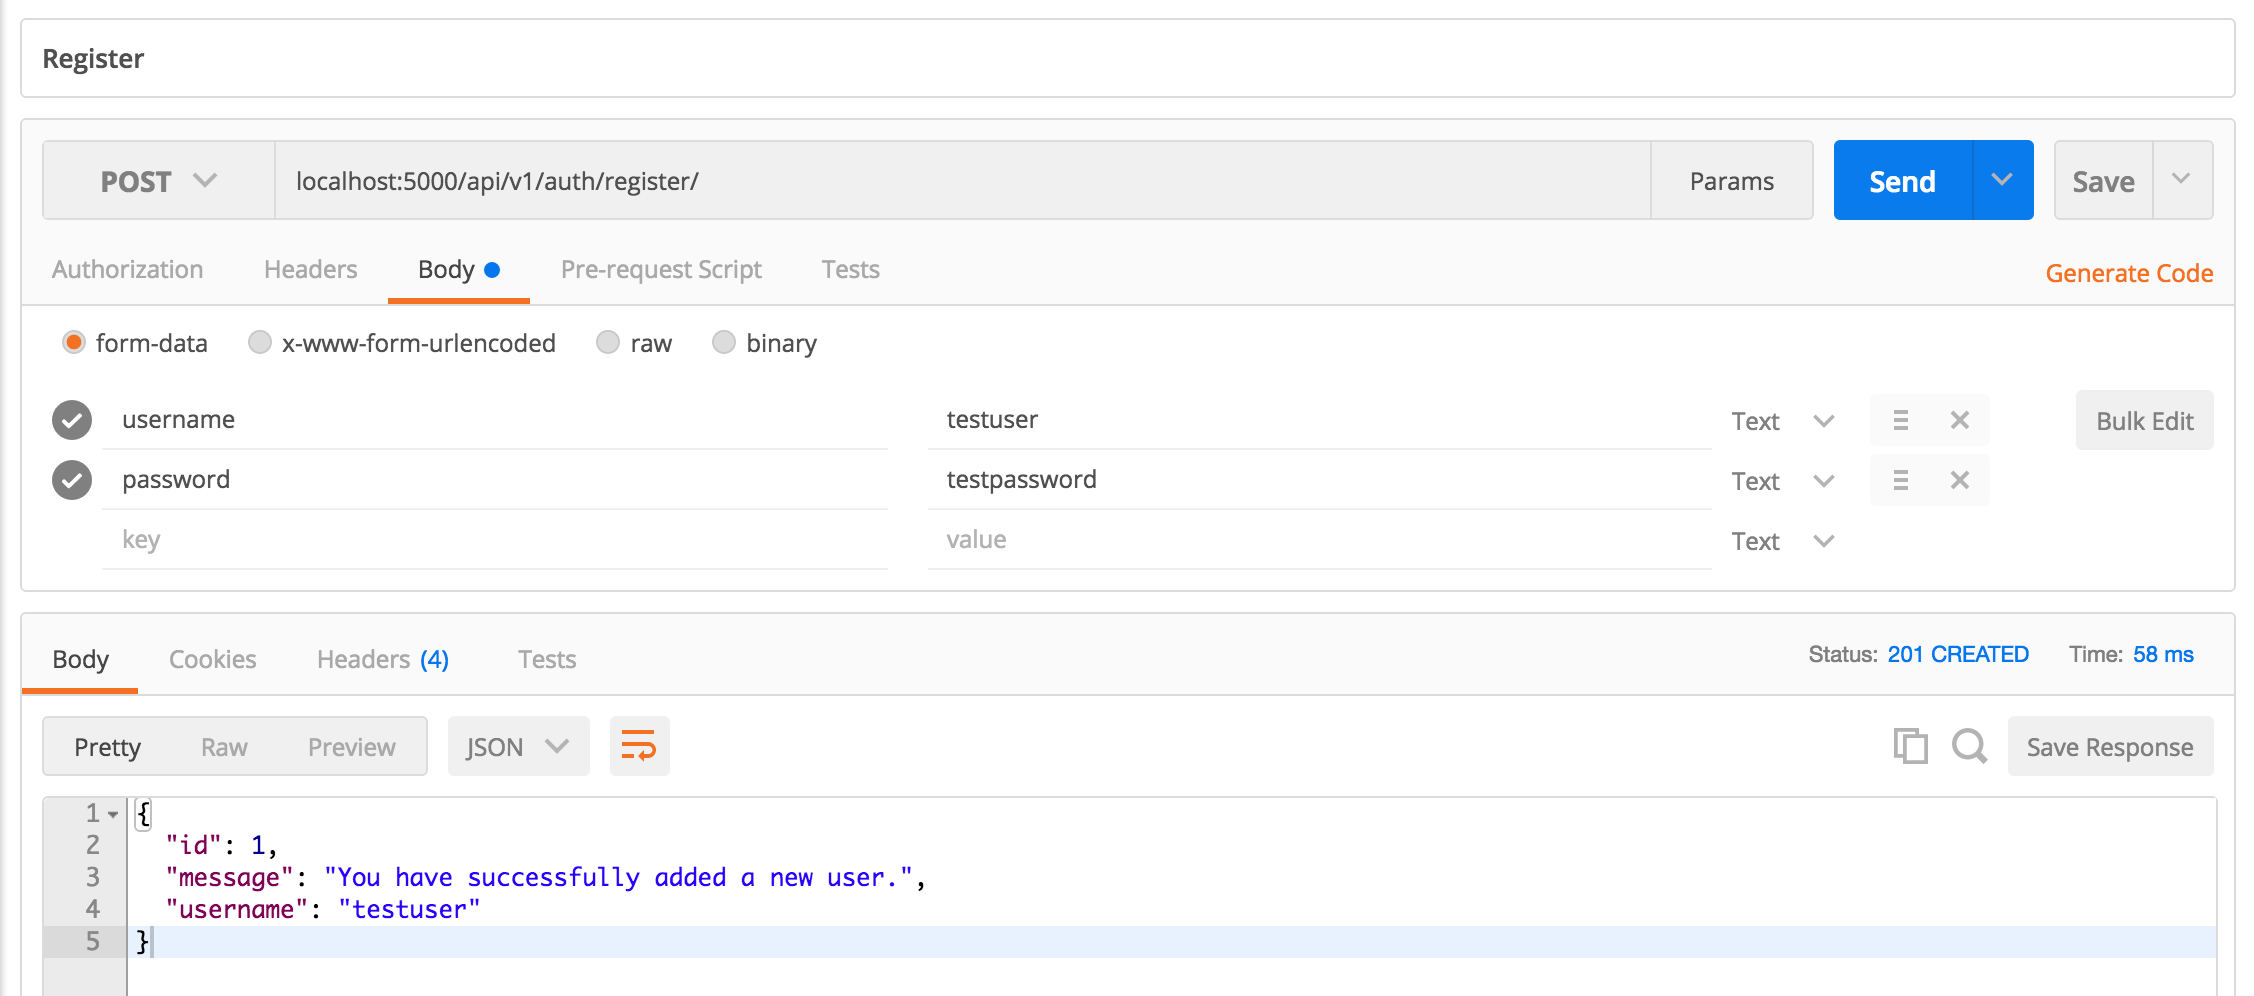 Register
POST localhost:5000/api/v1/auth/register/ Params Send Save
Authorization Headers Body Pre-request Script Tests Generate Code
form-data x-www-form-urlencoded raw binary
username testuser Text Bulk Edit
password testpassword Text
key value Text
Body Cookies Headers (4) Tests Status: 201 CREATED Time: 58 ms
Pretty Raw Preview JSON Save Response
1 {
2 "id": 1,
3 "message": "You have successfully added a new user.",
4 "username": "testuser"
5 }